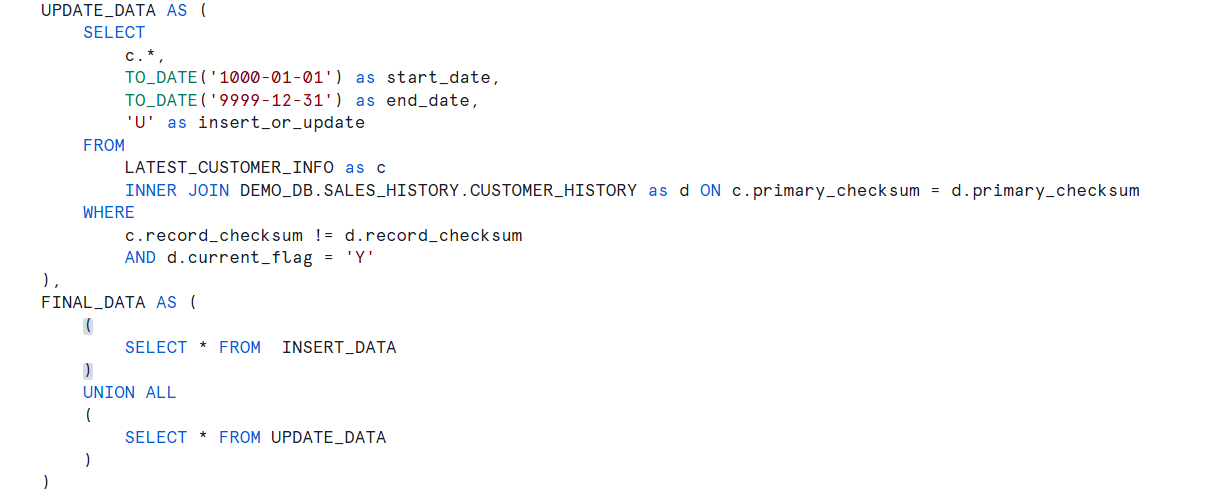 UPDATE_DATA AS (
SELECT
c.*,
TO_DATE('1000-01-01') as start_date,
TO_DATE('9999-12-31') as end_date,
'U' as insert_or_update
FROM
LATEST_CUSTOMER_INFO as c
INNER JOIN DEMO_DB.SALES_HISTORY.CUSTOMER_HISTORY as d ON c.primary_checksum = d.primary_checksum
WHERE
c.record_checksum != d.record_checksum
AND d.current_flag = 'Y'
),
FINAL_DATA AS (
(
SELECT * FROM  INSERT_DATA
)
UNION ALL
(
SELECT * FROM UPDATE_DATA
)
)